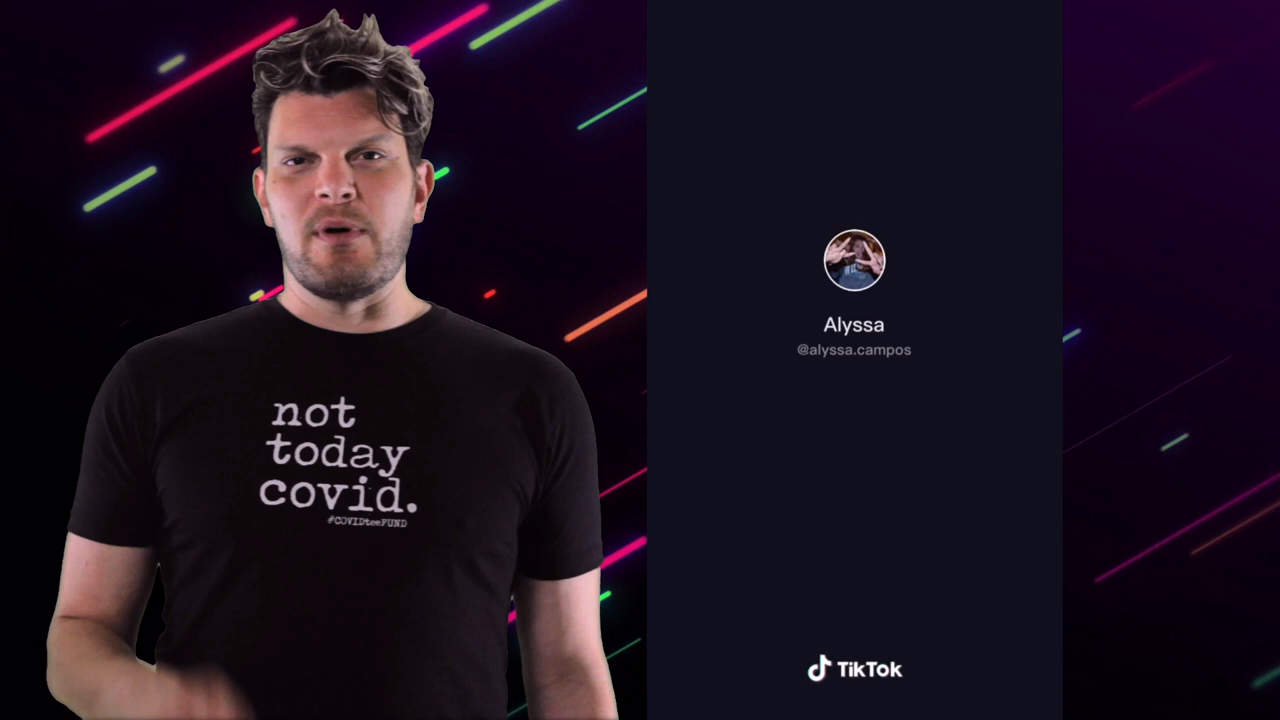 not
today
covid.
#COVIDteeFUND
Alyssa
@alyssa.campos
TikTok